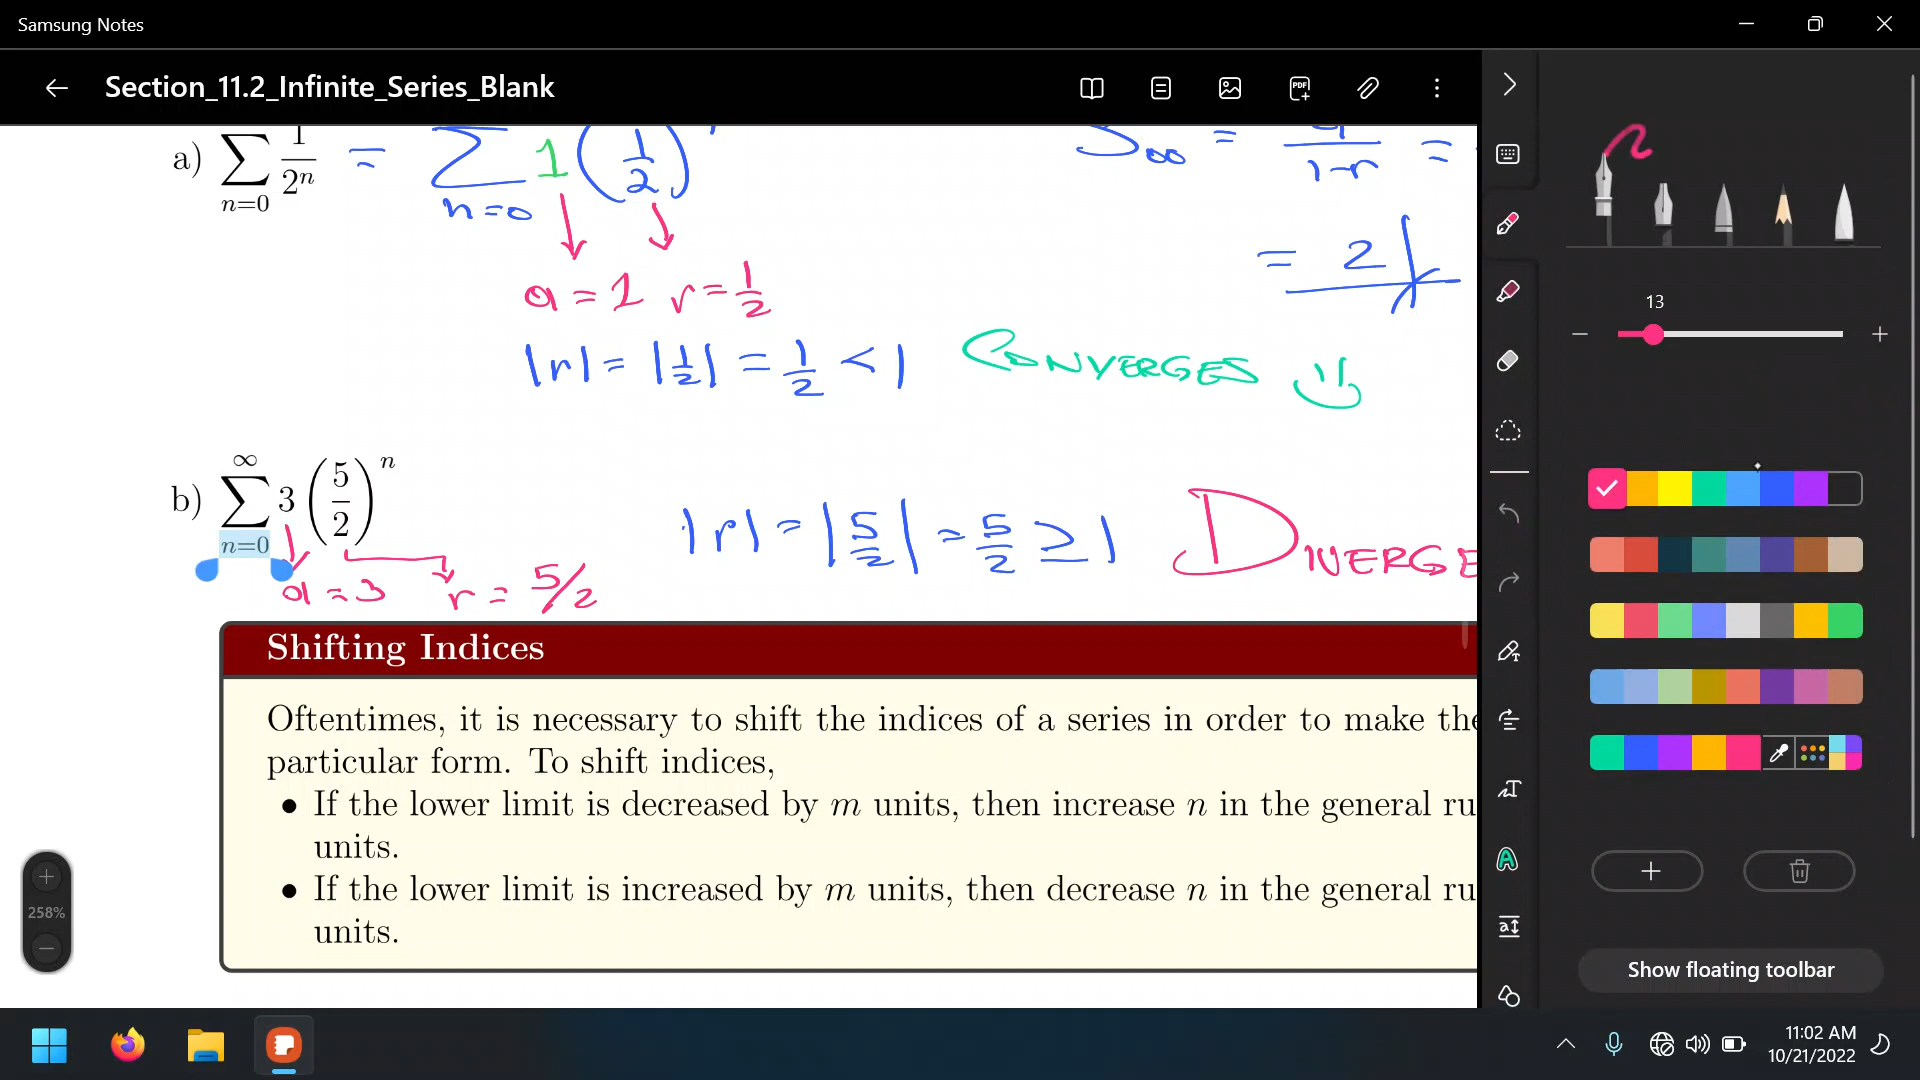 Samsung Notes
Section_11.2_Infinite_Series_Blank
a) ∑ n=0 1/2ⁿ = ∑ n=0 1 (1/2) S∞ = /1-r =
= 2
a = 1 r = 1/2
|r| = |1/2| = 1/2 < 1 CONVERGES
b) ∑ n=0 ∞ 3 (5/2)ⁿ |r| = |5/2| = 5/2 ≥ 1 DIVERGE
a = 3 r = 5/2
Shifting Indices
Oftentimes, it is necessary to shift the indices of a series in order to make the
particular form. To shift indices,
• If the lower limit is decreased by m units, then increase n in the general ru
units.
• If the lower limit is increased by m units, then decrease n in the general ru
units.
13
258%
PDF
Show floating toolbar
11:02 AM
10/21/2022